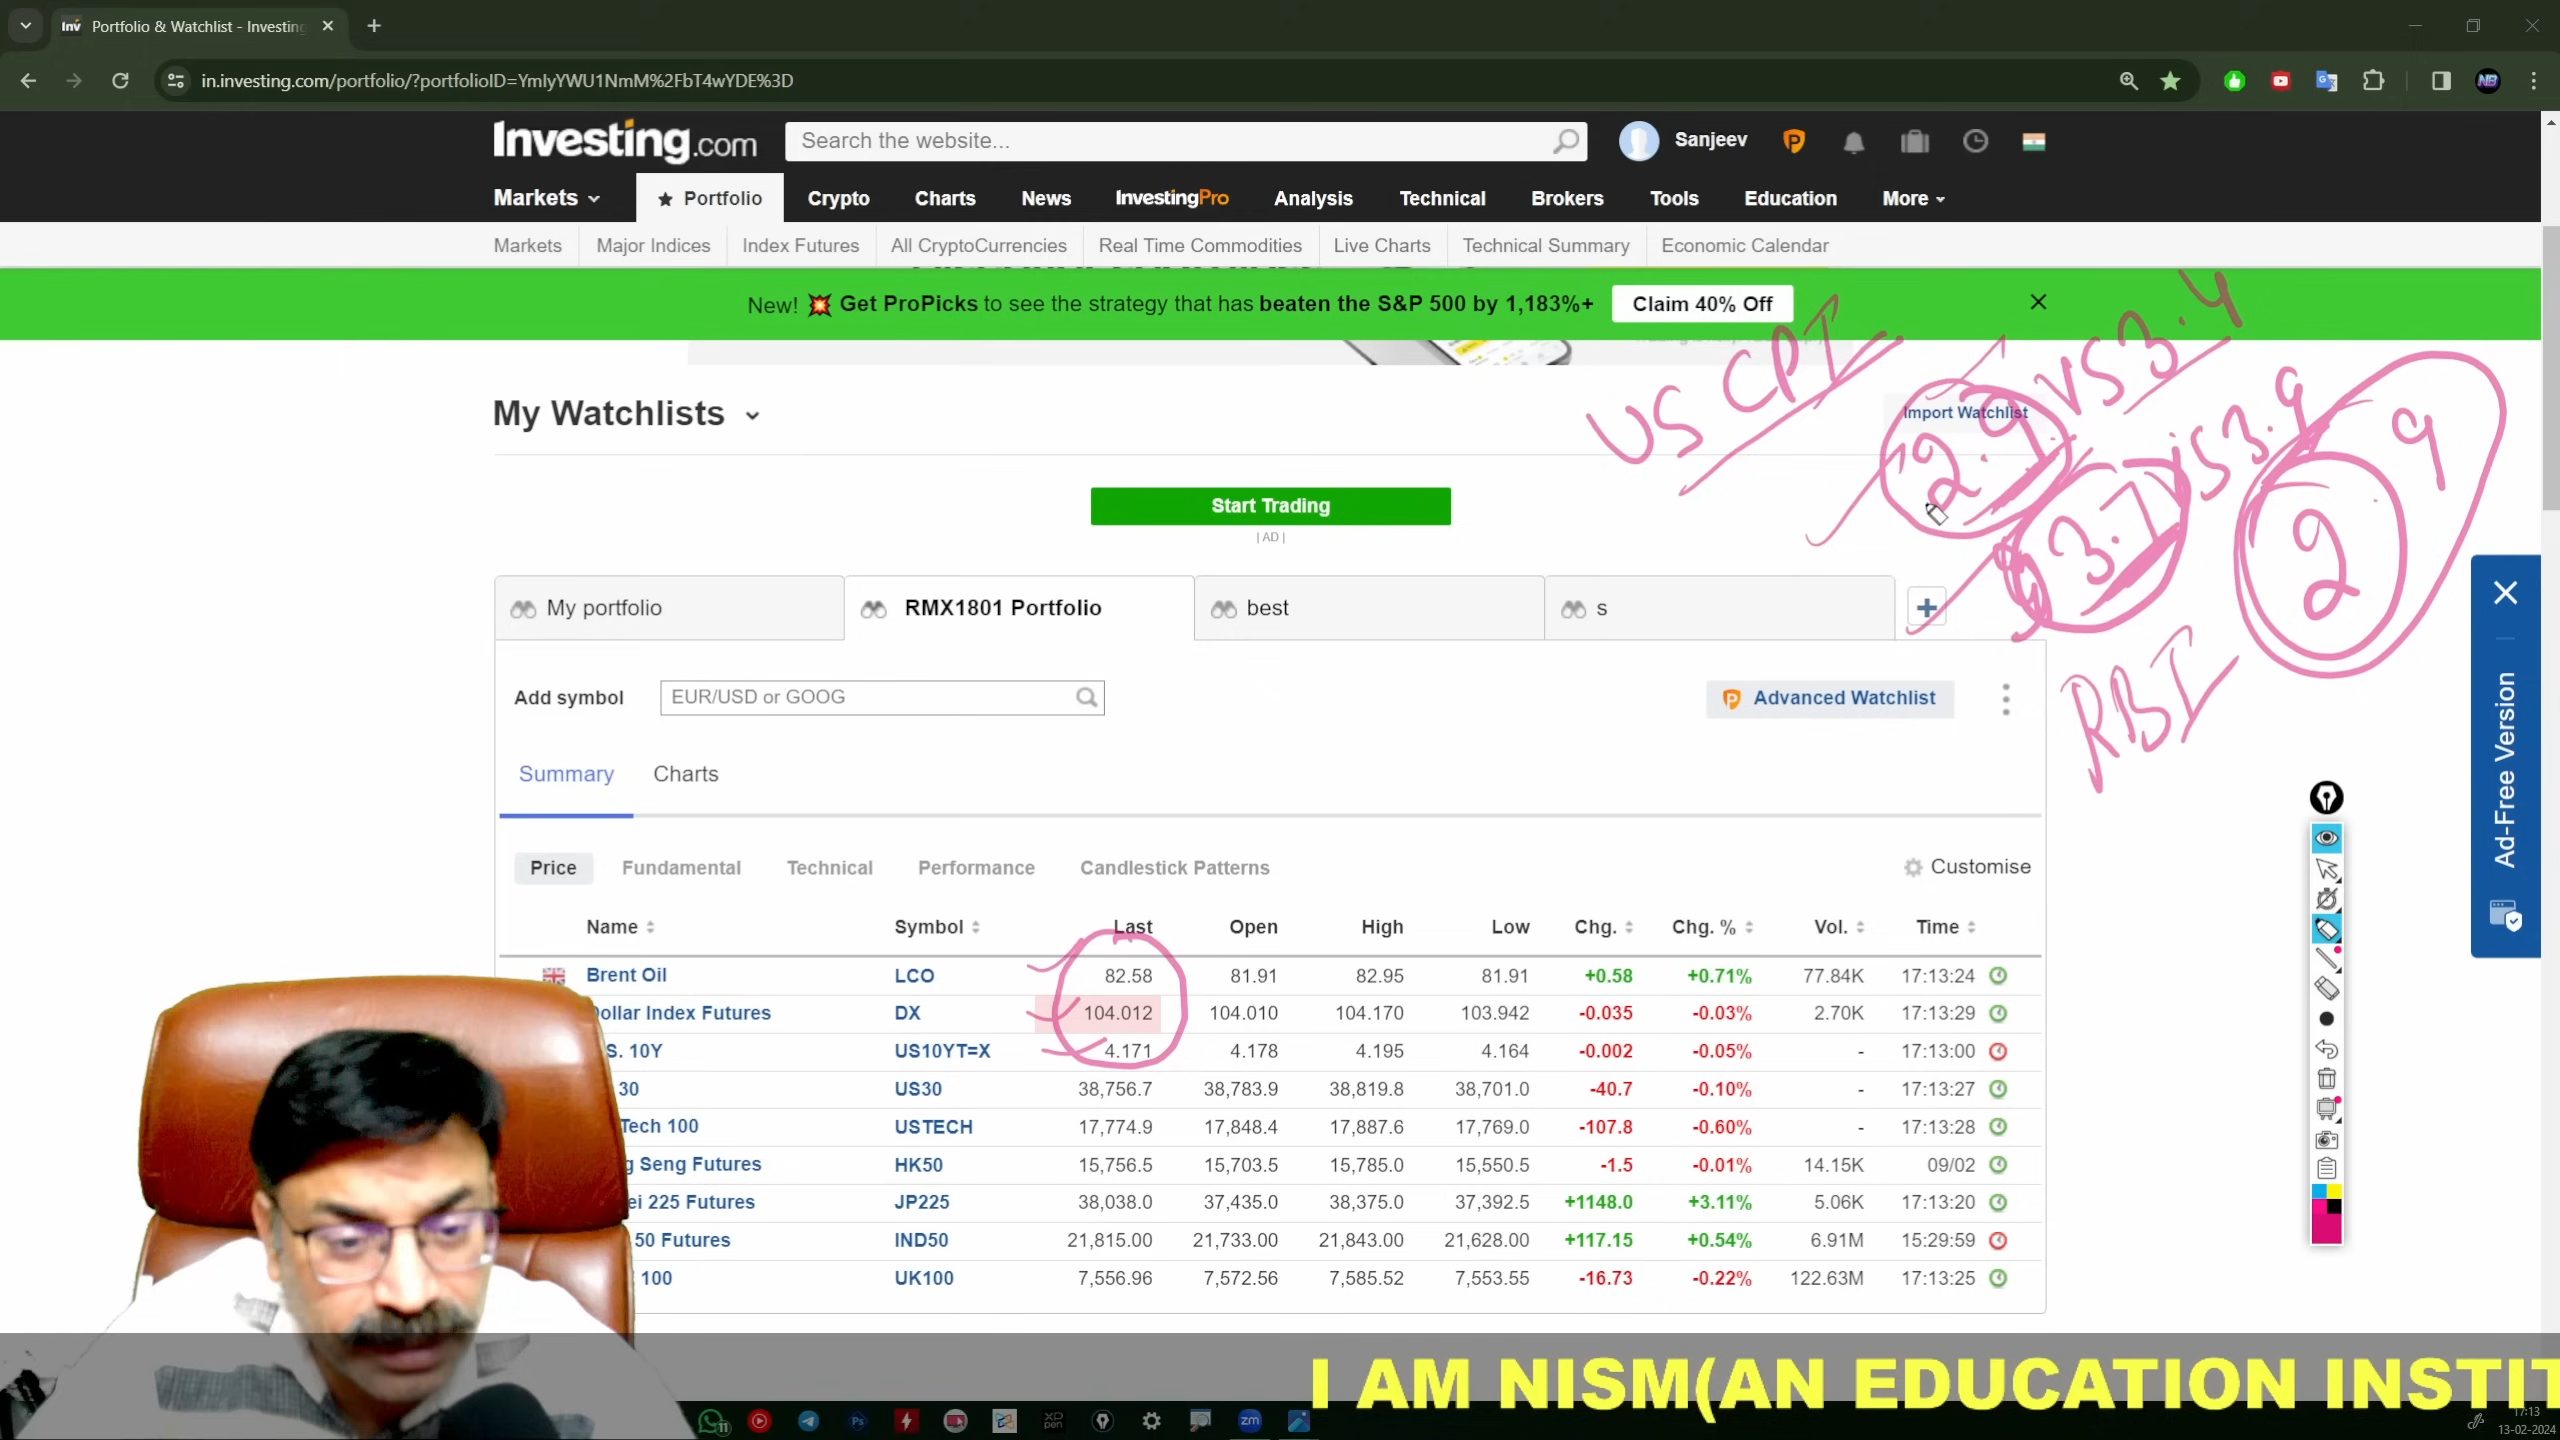 Portfolio & Watchlist - Investing
in.investing.com/portfolio/?portfolioID=YmIyYWU1NmM%2FbT4wYDE%3D
NB
Investing.com
Search the website...
Sanjeev
Markets
Portfolio
Crypto
Charts
News
InvestingPro
Analysis
Technical
Brokers
Tools
Education
More
Markets
Major Indices
Index Futures
All CryptoCurrencies
Real Time Commodities
Live Charts
Technical Summary
Economic Calendar
New! 💥 Get ProPicks to see the strategy that has beaten the S&P 500 by 1,183%+
Claim 40% Off
US CPI
2.9 VS 3.4
3.7 VS 3.9
2
9
RBI
My Watchlists
Import Watchlist
Start Trading
| AD |
My portfolio
RMX1801 Portfolio
best
s
Add symbol
EUR/USD or GOOG
Advanced Watchlist
Ad-Free Version
Summary
Charts
Price
Fundamental
Technical
Performance
Candlestick Patterns
Customise
Name Symbol Last Open High Low Chg. Chg. % Vol. Time
Brent Oil LCO 82.58 81.91 82.95 81.91 +0.58 +0.71% 77.84K 17:13:24
Dollar Index Futures DX 104.012 104.010 104.170 103.942 -0.035 -0.03% 2.70K 17:13:29
S. 10Y US10YT=X 4.171 4.178 4.195 4.164 -0.002 -0.05% - 17:13:00
30 US30 38,756.7 38,783.9 38,819.8 38,701.0 -40.7 -0.10% - 17:13:27
Tech 100 USTECH 17,774.9 17,848.4 17,887.6 17,769.0 -107.8 -0.60% - 17:13:28
g Seng Futures HK50 15,756.5 15,703.5 15,785.0 15,550.5 -1.5 -0.01% 14.15K 09/02
ei 225 Futures JP225 38,038.0 37,435.0 38,375.0 37,392.5 +1148.0 +3.11% 5.06K 17:13:20
50 Futures IND50 21,815.00 21,733.00 21,843.00 21,628.00 +117.15 +0.54% 6.91M 15:29:59
100 UK100 7,556.96 7,572.56 7,585.52 7,553.55 -16.73 -0.22% 122.63M 17:13:25
I AM NISM(AN EDUCATION INSTIT
17:13
13-02-2024